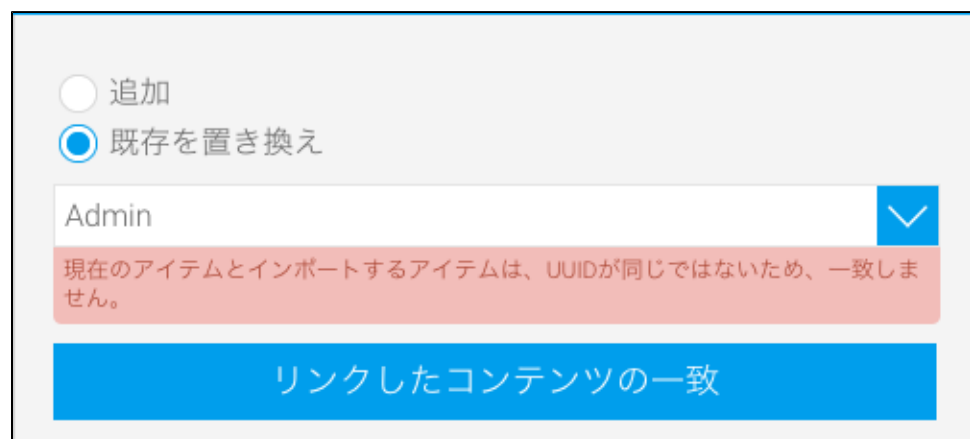 追加
既存を置き換え
Admin
現在のアイテムとインポートするアイテムは、UUIDが同じではないため、一致しま
せん。
リンクしたコンテンツの一致